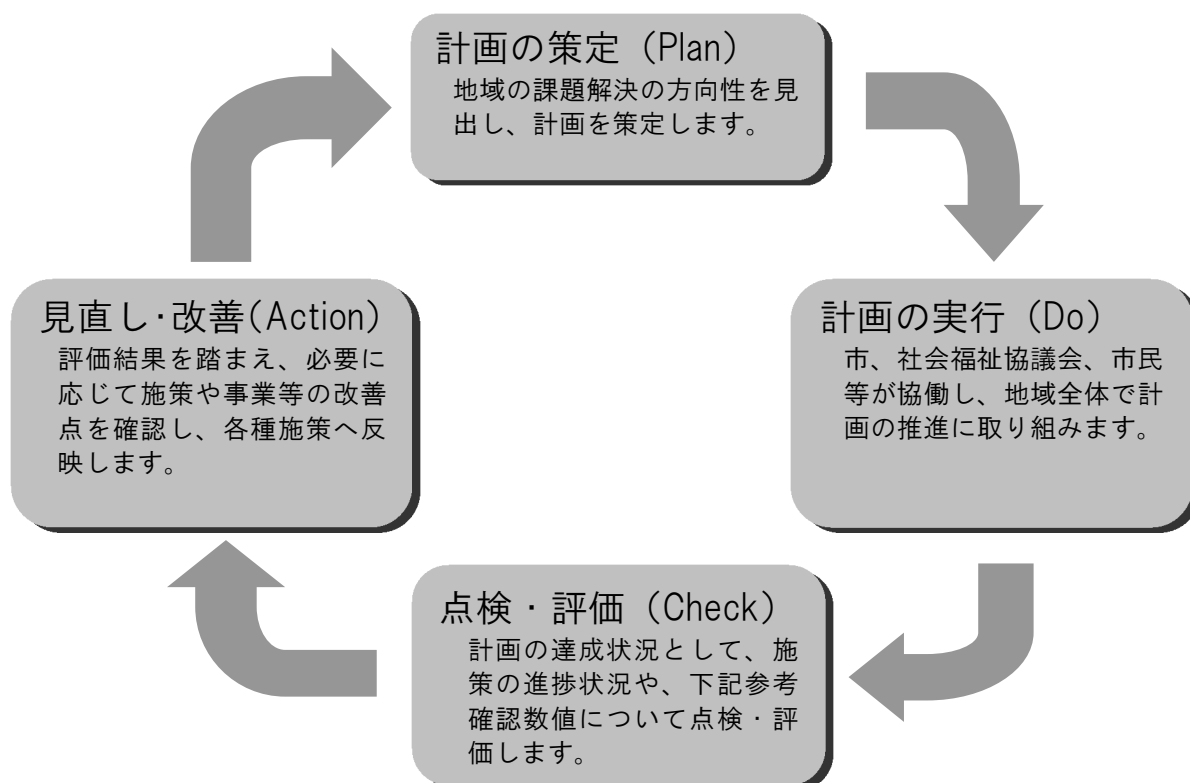 計画の策定（Plan）
地域の課題解決の方向性を見
出し、計画を策定します。
見直し・改善(Action)
評価結果を踏まえ、必要に
応じて施策や事業等の改善
点を確認し、各種施策へ反
映します。
計画の実行（Do）
市、社会福祉協議会、市民
等が協働し、地域全体で計
画の推進に取り組みます。
点検・評価（Check）
計画の達成状況として、施
策の進捗状況や、下記参考
確認数値について点検・評
価します。